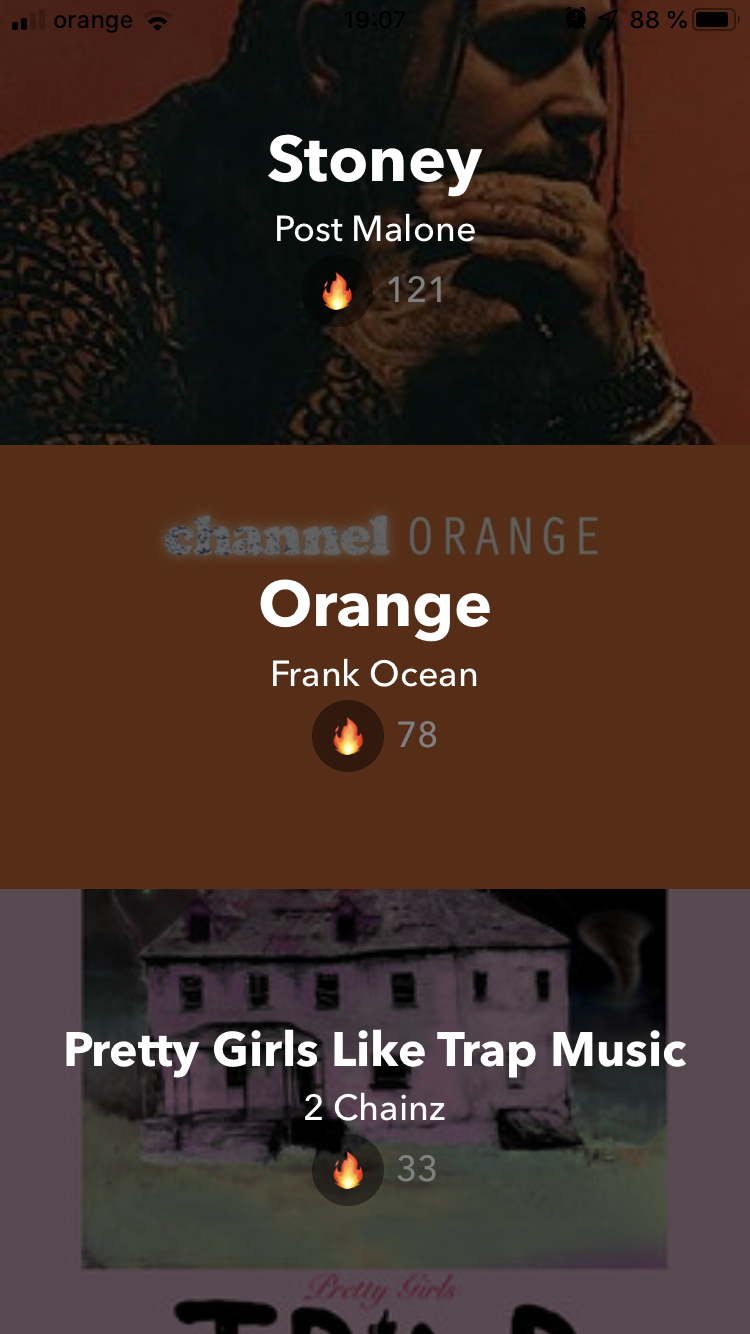 orange 19:07 88 %
Stoney
Post Malone
121
channel ORANGE
Orange
Frank Ocean
78
Pretty Girls Like Trap Music
2 Chainz
33
Pretty Girls